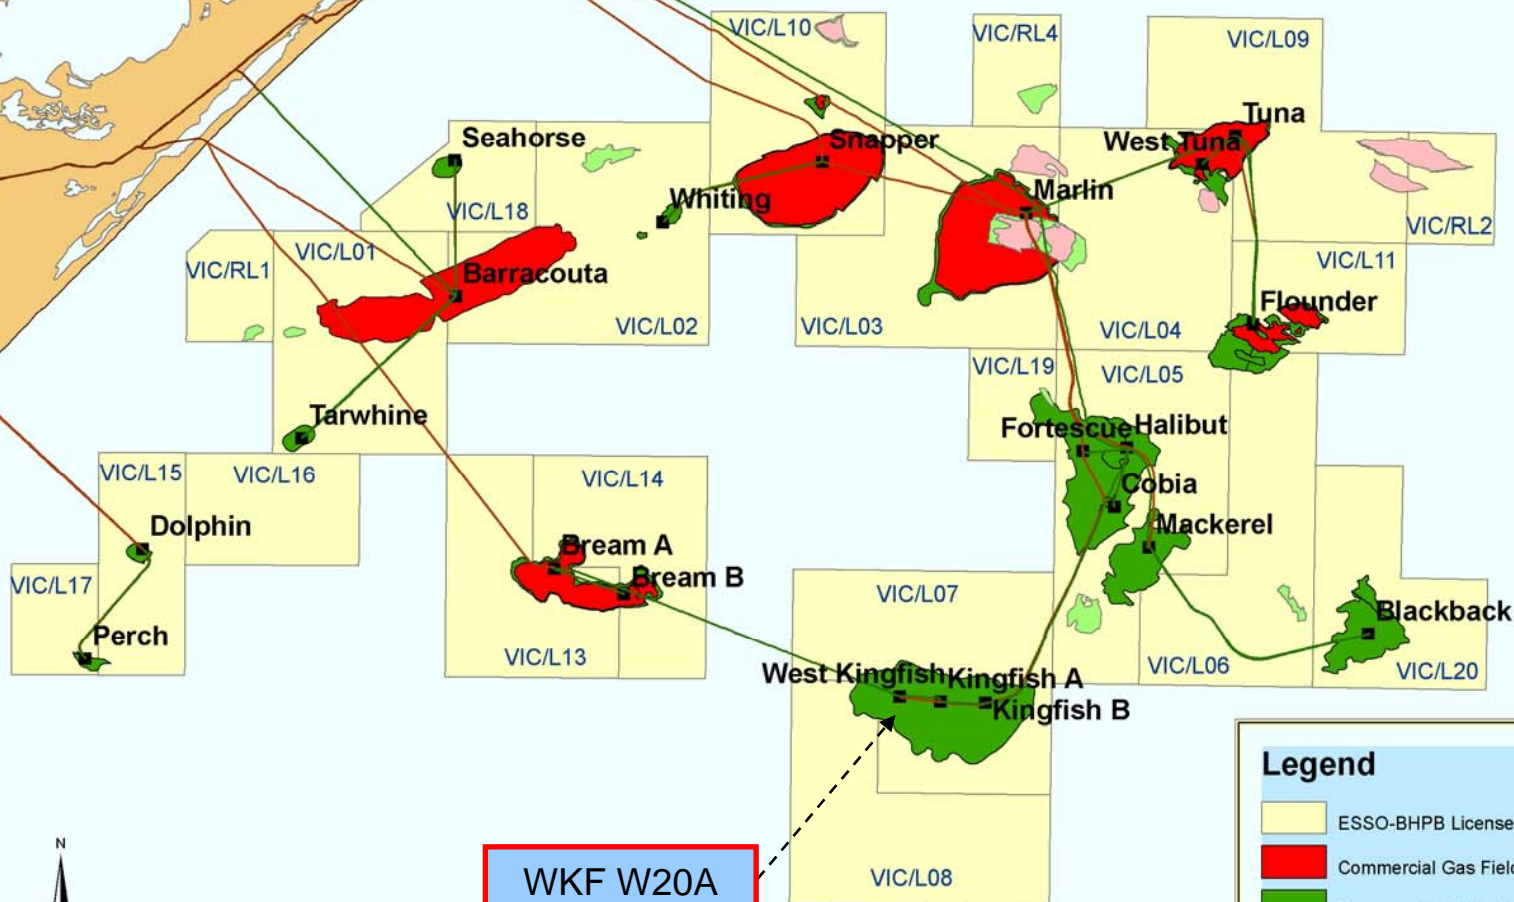 VIC/L10
VIC/RL4
VIC/L09
Tuna
Seahorse
Snapper
West Tuna
Whiting
Marlin
VIC/L18
VIC/RL2
VIC/RL1
VIC/L01
Barracouta
VIC/L11
Flounder
VIC/L02
VIC/L03
VIC/L04
VIC/L19
VIC/L05
Tarwhine
Fortescue
Halibut
VIC/L15
VIC/L16
VIC/L14
Cobia
Dolphin
Mackerel
Bream A
Bream B
VIC/L17
VIC/L07
Blackback
Perch
VIC/L13
VIC/L06
VIC/L20
West Kingfish
Kingfish A
Kingfish B
Legend
ESSO-BHPB License
Commercial Gas Field
VIC/L08
WKF W20A
N